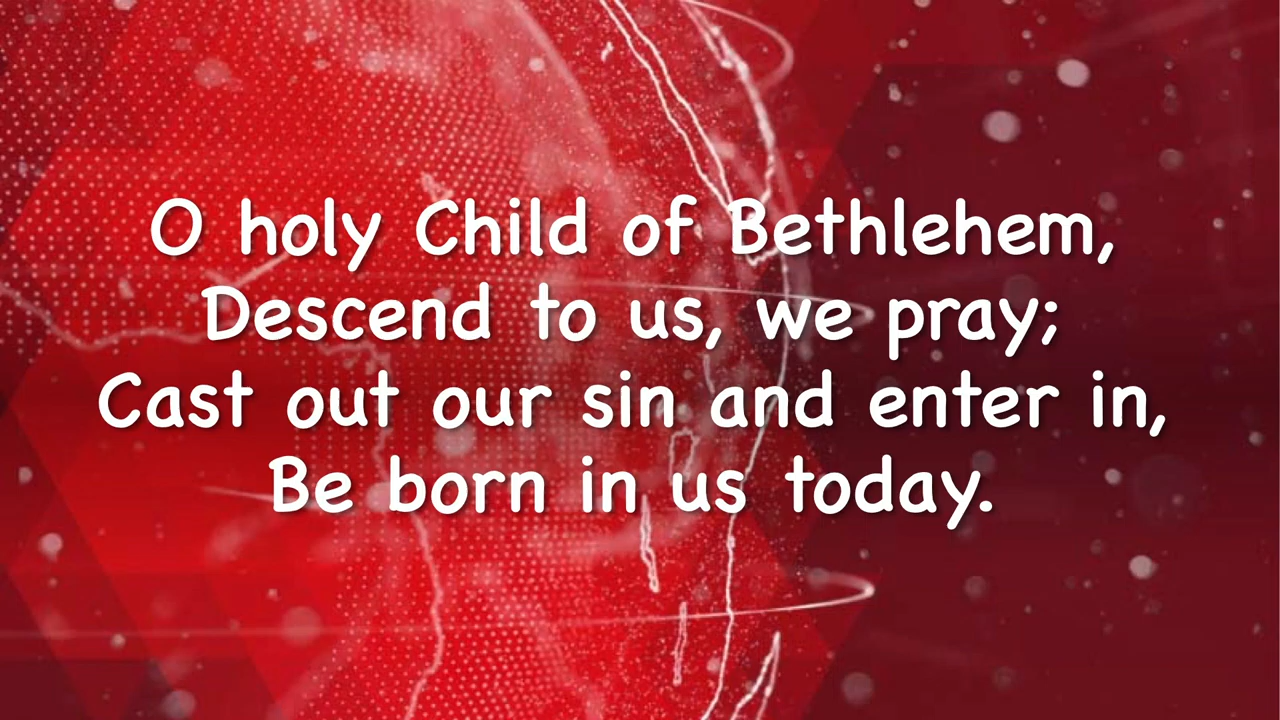 O holy Child of Bethlehem,
Descend to us, we pray;
Cast out our sin and enter in,
Be born in us today.